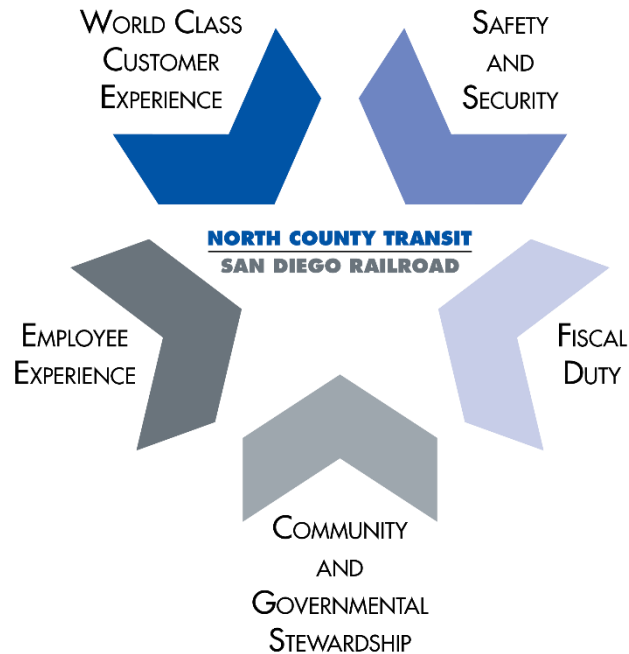 World Class
Customer
Experience
Safety
and
Security
NORTH COUNTY TRANSIT
SAN DIEGO RAILROAD
Employee
Experience
Fiscal
Duty
Community
and
Governmental
Stewardship